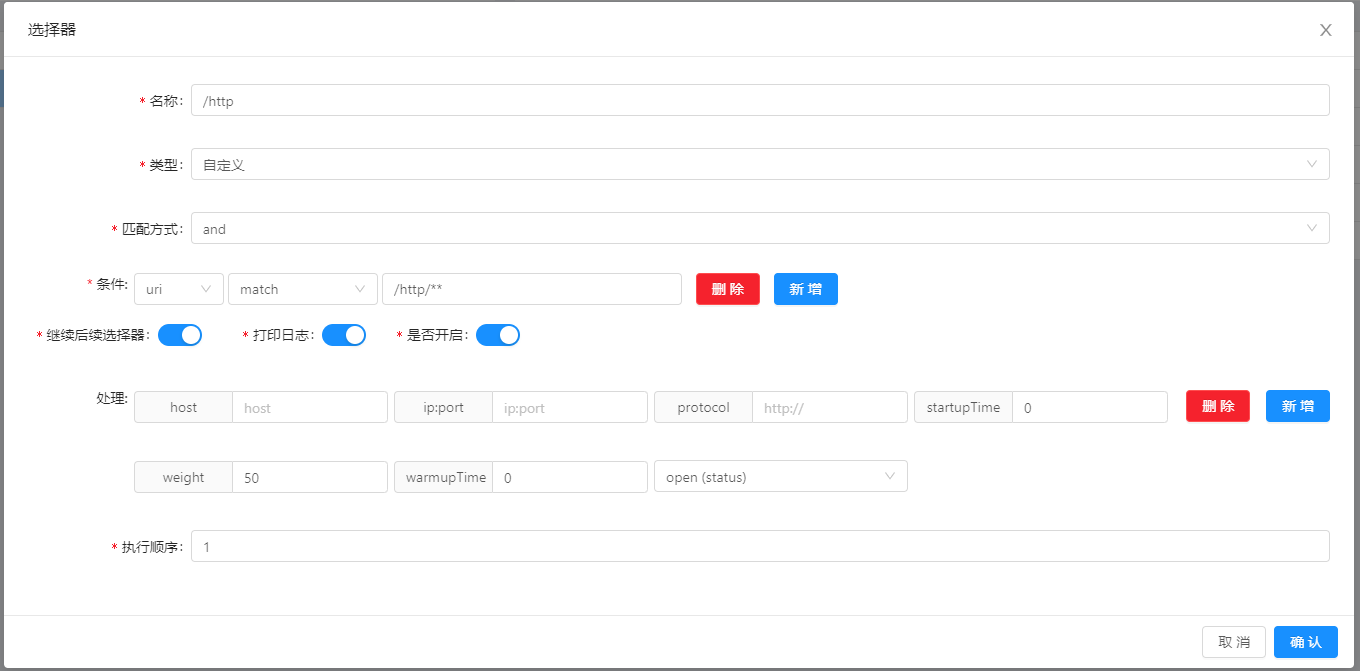 选择器
* 名称: /http
* 类型: 自定义
* 匹配方式: and
* 条件: uri match /http/** 删 除 新 增
* 继续后续选择器: * 打印日志: * 是否开启:
处理: host host ip:port ip:port protocol http:// startupTime 0 删 除 新 增
weight 50 warmupTime 0 open (status)
* 执行顺序: 1
取 消 确 认